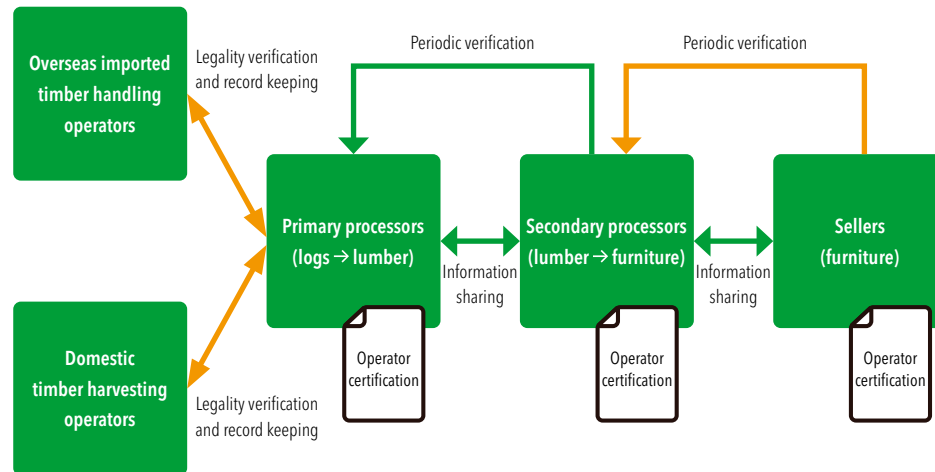 Overseas imported
timber handling
operators
Legality verification
and record keeping
Periodic verification
Periodic verification
Primary processors
(logs → lumber)
Information
sharing
Secondary processors
(lumber → furniture)
Information
sharing
Sellers
(furniture)
Operator
certification
Operator
certification
Operator
certification
Domestic
timber harvesting
operators
Legality verification
and record keeping